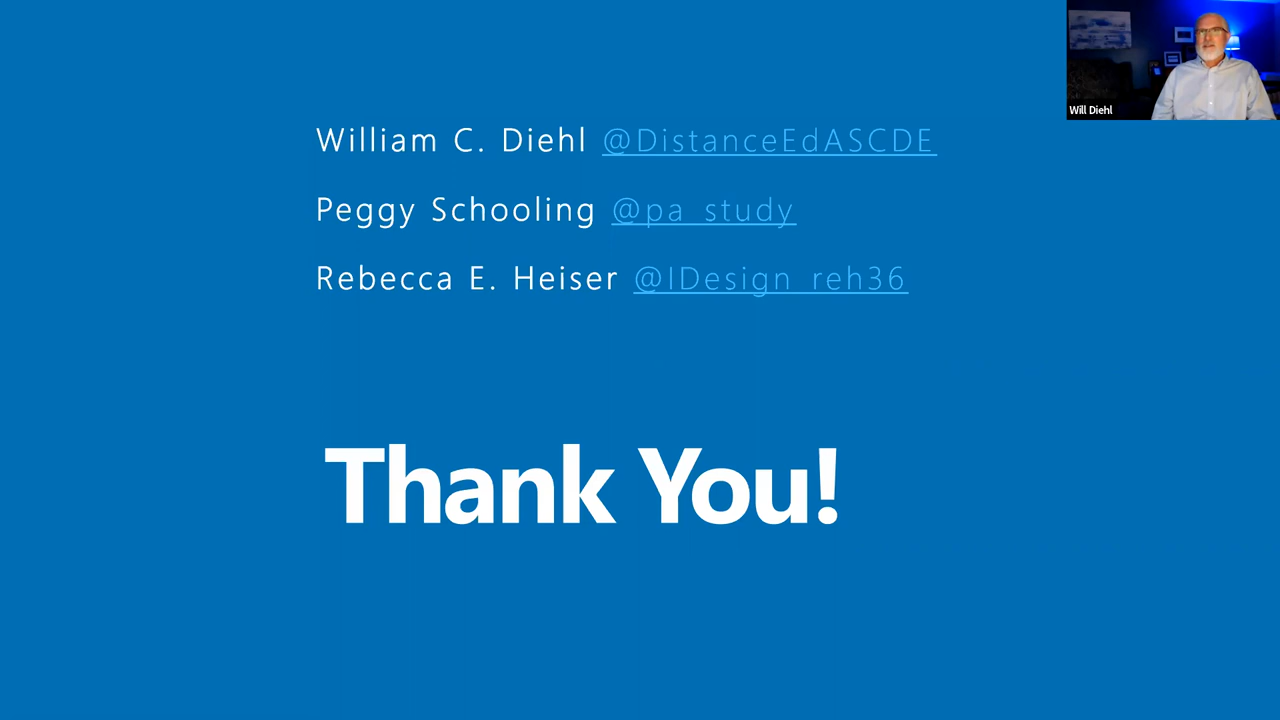 William C. Diehl @DistanceEdASCDE
Peggy Schooling @pa_study
Rebecca E. Heiser @IDesign_reh36
Thank You!
Will Diehl